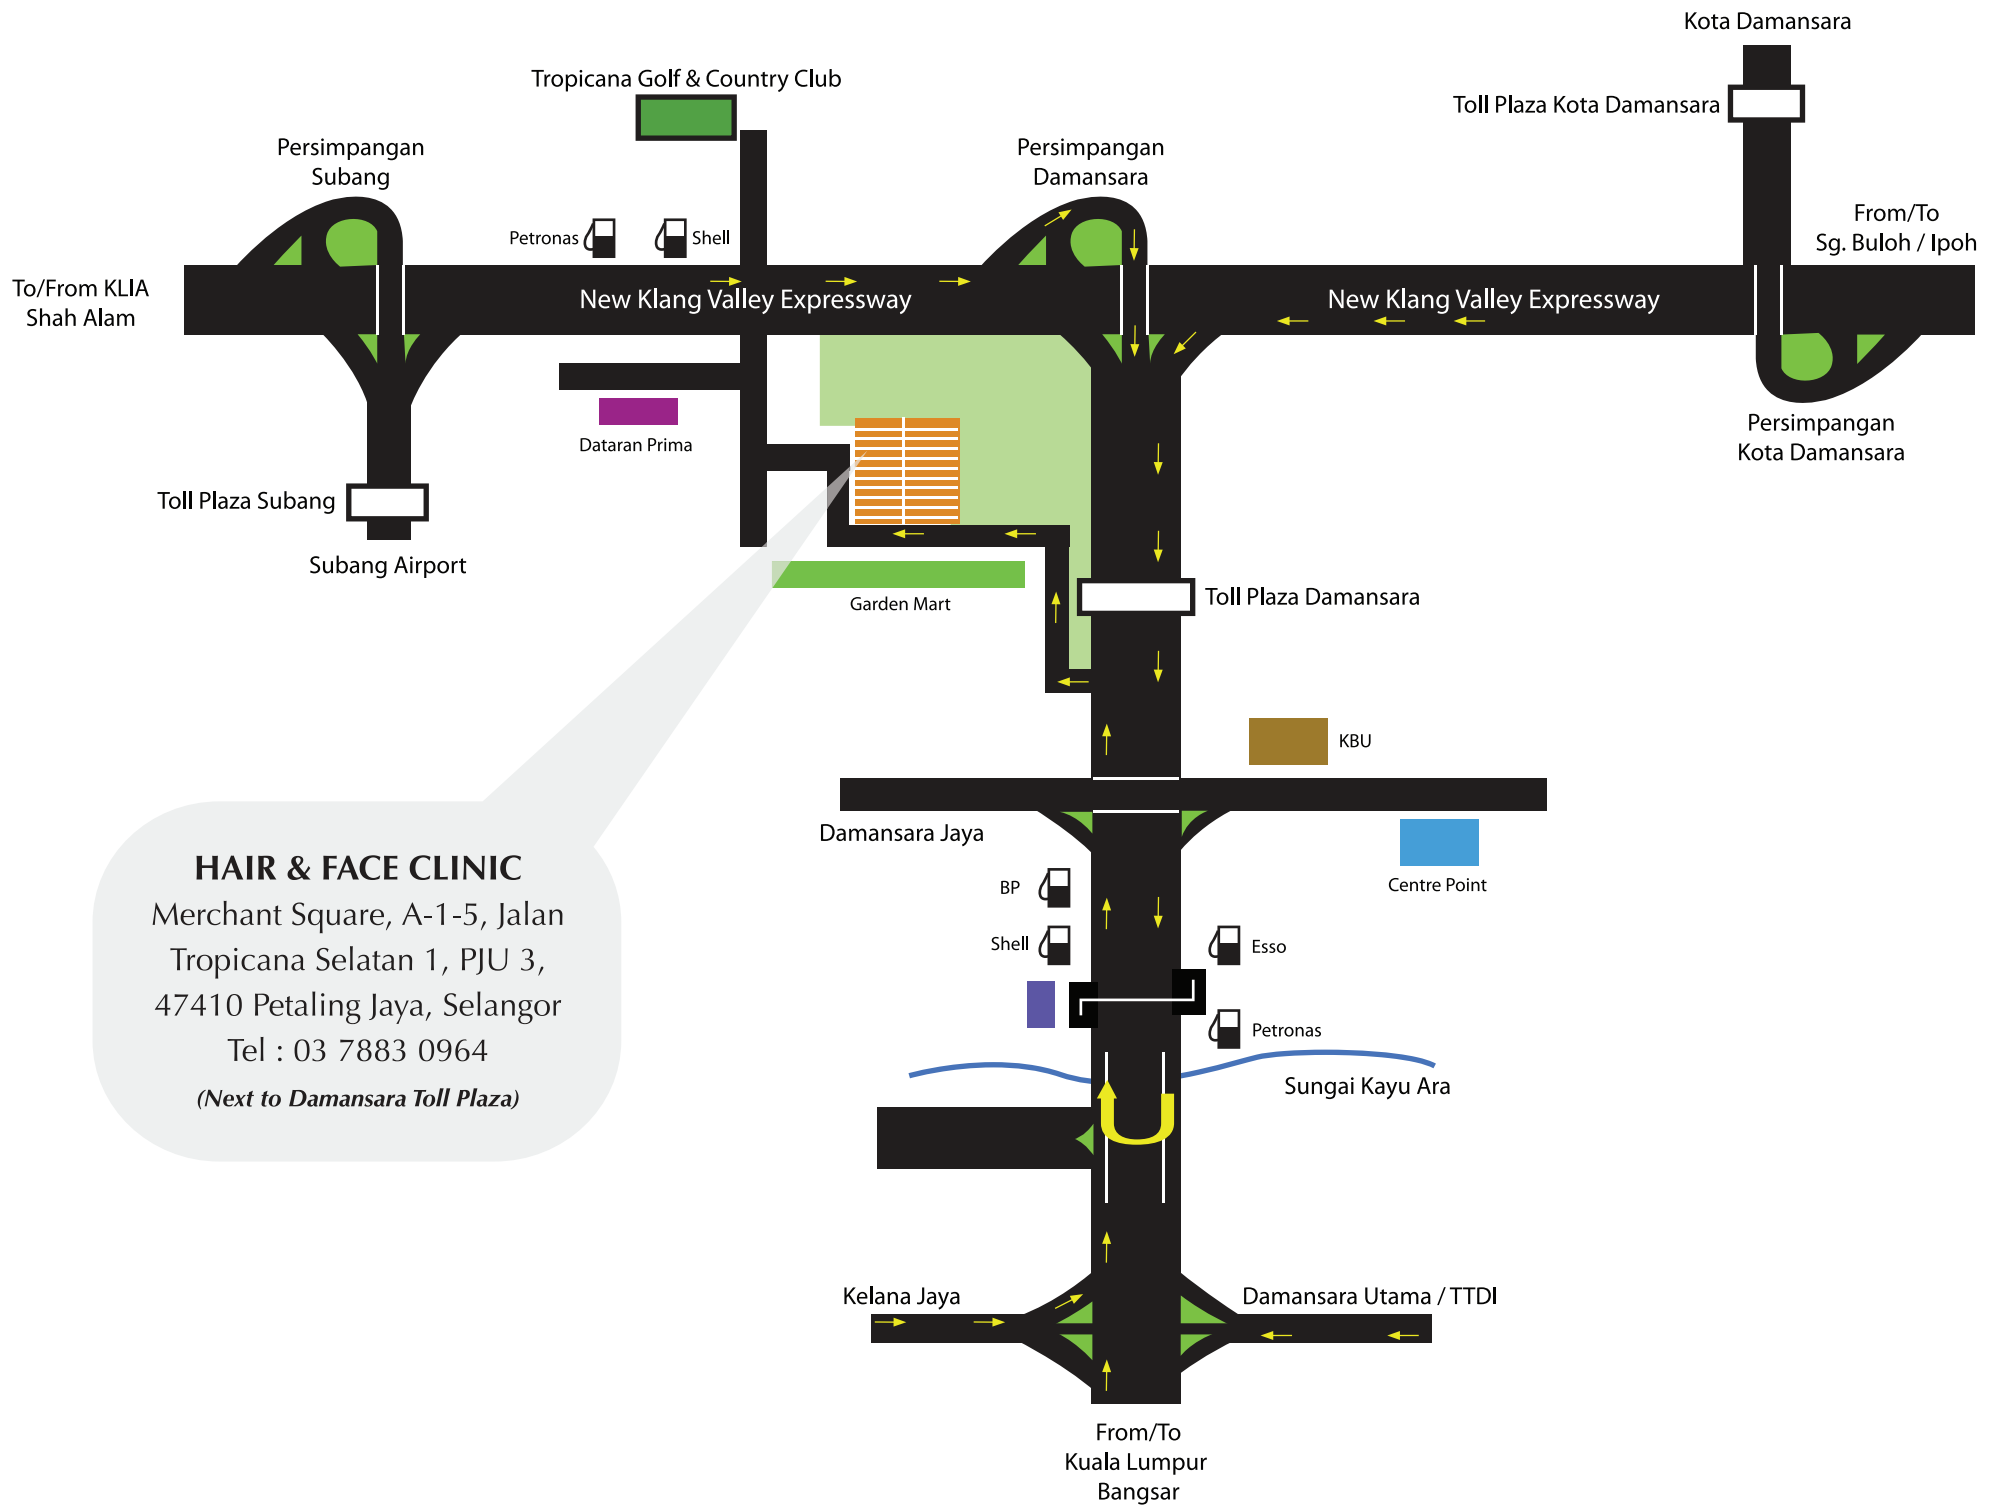 Kota Damansara
Tropicana Golf & Country Club
Toll Plaza Kota Damansara
Persimpangan
Subang
Persimpangan
Damansara
From/To
Sg. Buloh / Ipoh
Petronas
Shell
To/From KLIA
Shah Alam
New Klang Valley Expressway
New Klang Valley Expressway
Persimpangan
Kota Damansara
Dataran Prima
Toll Plaza Subang
Subang Airport
Garden Mart
Toll Plaza Damansara
KBU
Damansara Jaya
Centre Point
HAIR & FACE CLINIC
Merchant Square, A-1-5, Jalan
Tropicana Selatan 1, PJU 3,
47410 Petaling Jaya, Selangor
Tel : 03 7883 0964
(Next to Damansara Toll Plaza)
BP
Shell
Esso
Petronas
Sungai Kayu Ara
Kelana Jaya
Damansara Utama / TTDI
From/To
Kuala Lumpur
Bangsar